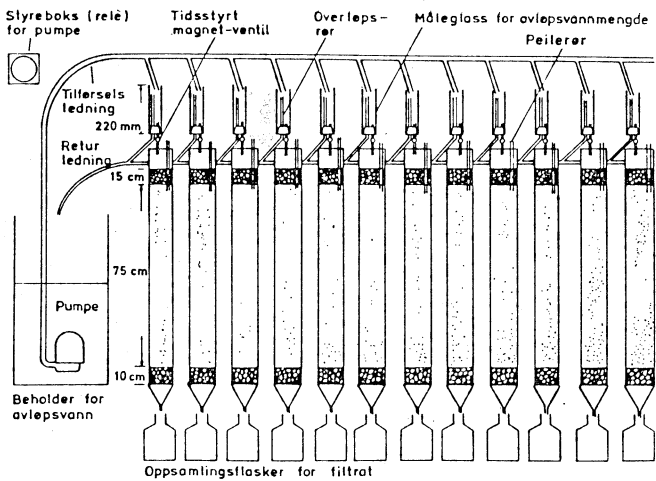 Styreboks (relè)
for pumpe
Tidsstyrt
magnet-ventil
Overløps-
rør
Måleglass for avløpsvannmengde
Peilerør
Tilførsels
ledning
220 mm
Retur
ledning
15 cm
75 cm
Pumpe
10 cm
Beholder for
avløpsvann
Oppsamlingsflasker for filtrat